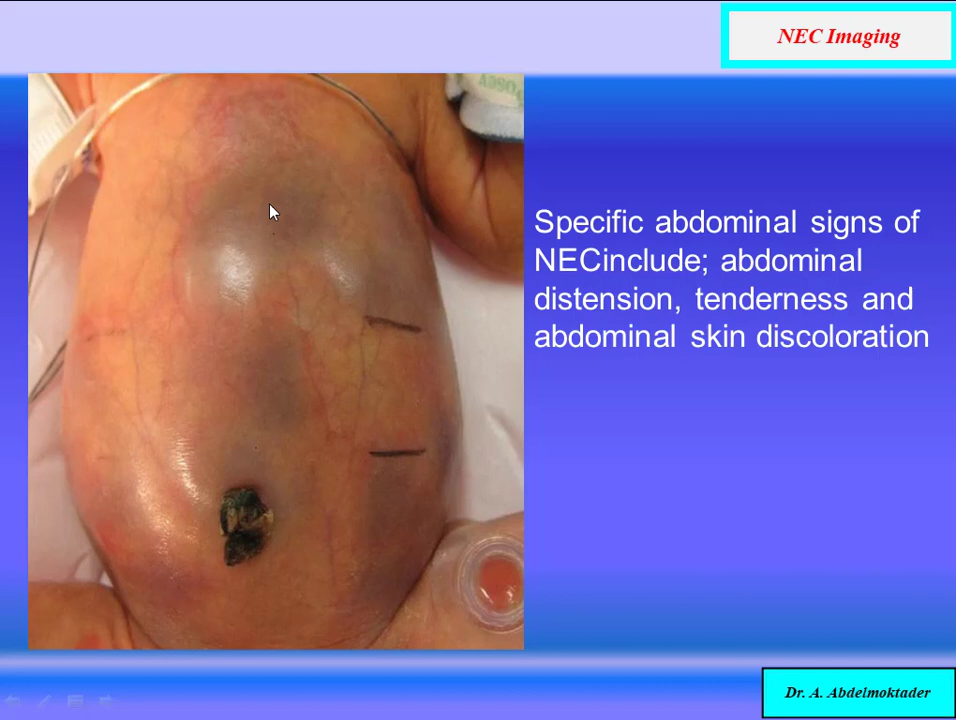 NEC Imaging
Specific abdominal signs of
NECinclude; abdominal
distension, tenderness and
abdominal skin discoloration
Dr. A. Abdelmoktader